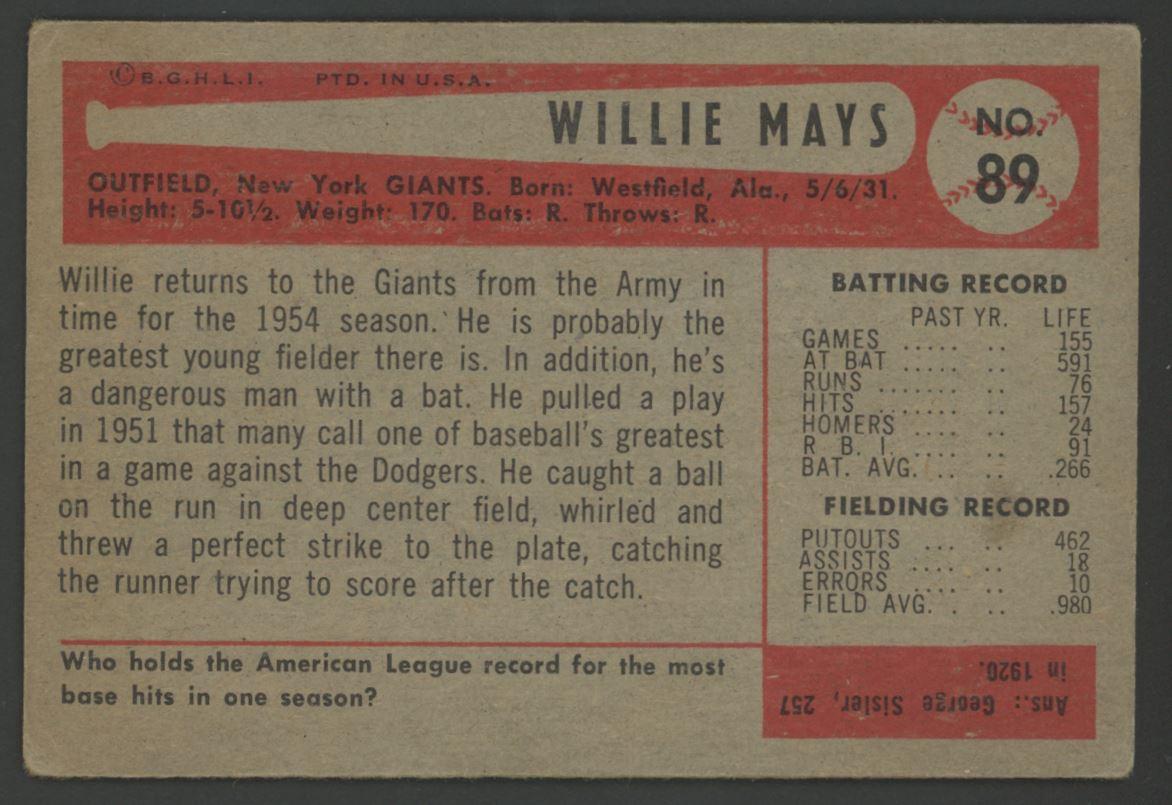 © B.G.H.L.I. PTD. IN U.S.A.
WILLIE MAYS
NO.
89
OUTFIELD, New York GIANTS. Born: Westfield, Ala., 5/6/31.
Height: 5-10½. Weight: 170. Bats: R. Throws: R.
Willie returns to the Giants from the Army in
time for the 1954 season. He is probably the
greatest young fielder there is. In addition, he's
a dangerous man with a bat. He pulled a play
in 1951 that many call one of baseball's greatest
in a game against the Dodgers. He caught a ball
on the run in deep center field, whirled and
threw a perfect strike to the plate, catching
the runner trying to score after the catch.
BATTING RECORD
PAST YR. LIFE
GAMES ..... .. 155
AT BAT ..... .. 591
RUNS ....... .. 76
HITS ....... .. 157
HOMERS .... .. 24
R. B. I. .... .. 91
BAT. AVG. .. .. .266
FIELDING RECORD
PUTOUTS ... .. 462
ASSISTS .... .. 18
ERRORS .... .. 10
FIELD AVG. . .. .980
Who holds the American League record for the most
base hits in one season?
Ans.: George Sisler, 257
in 1920.